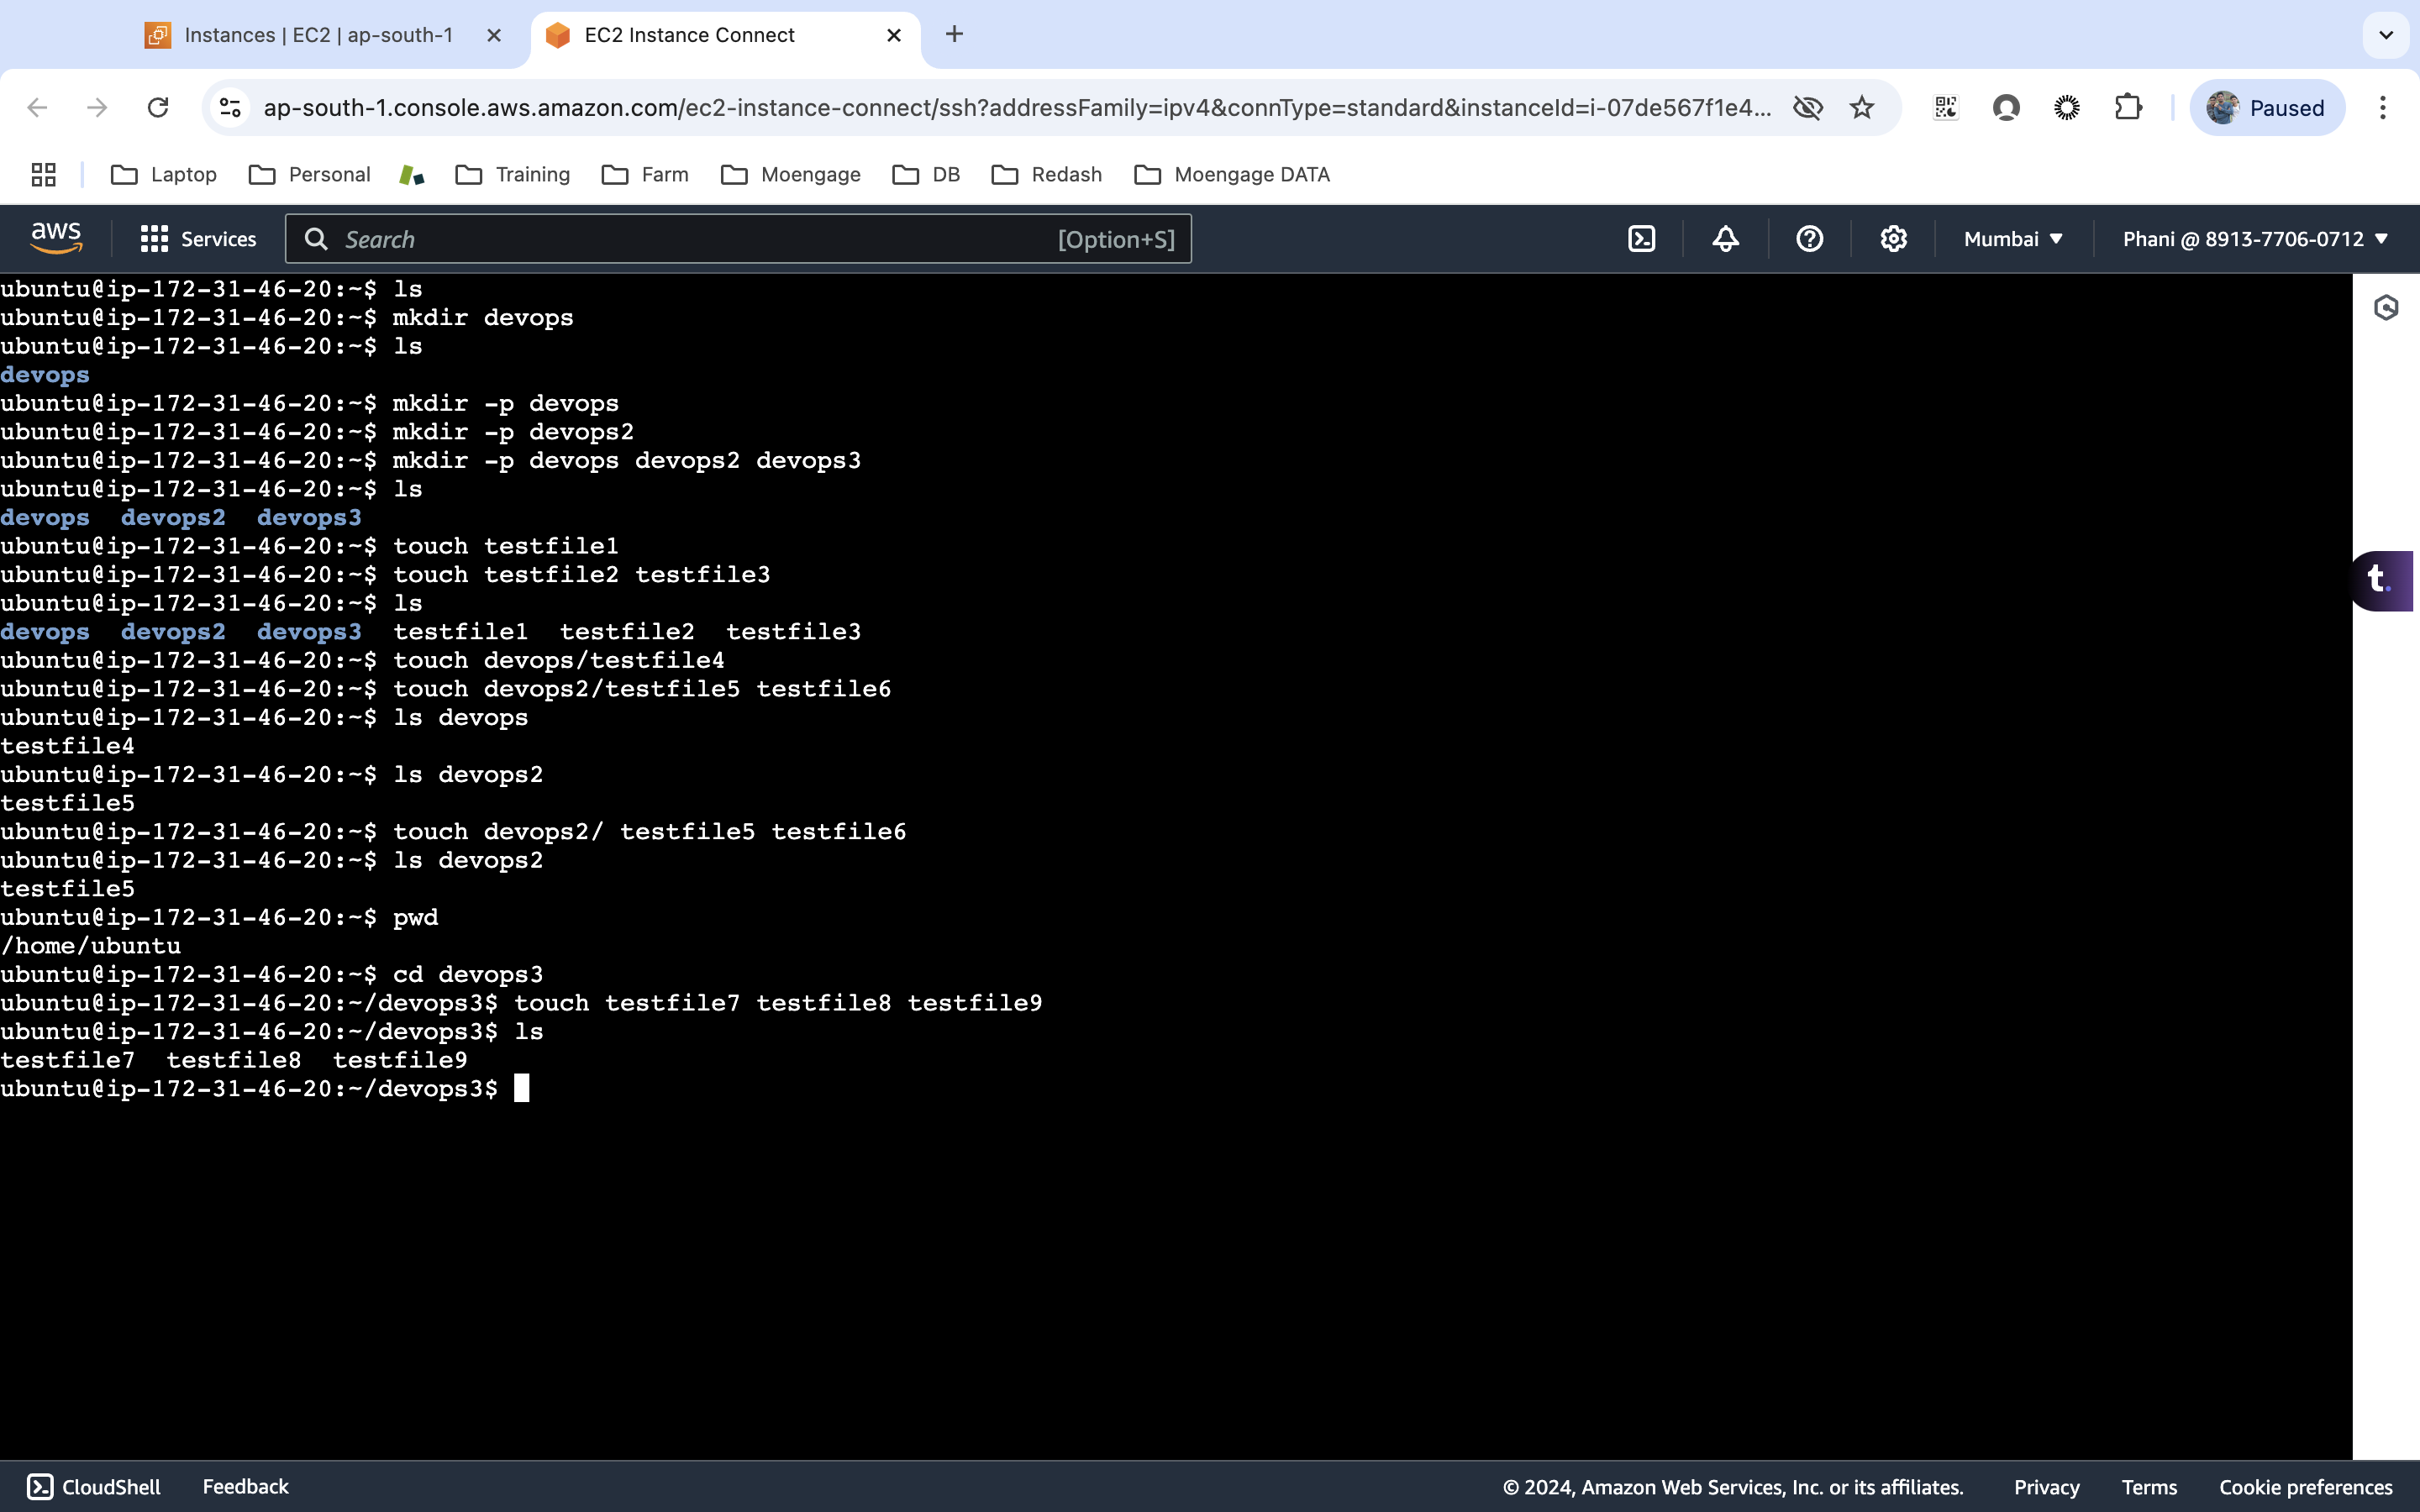 Instances | EC2 | ap-south-1
EC2 Instance Connect
ap-south-1.console.aws.amazon.com/ec2-instance-connect/ssh?addressFamily=ipv4&connType=standard&instanceId=i-07de567f1e4...
Paused
Laptop
Personal
Training
Farm
Moengage
DB
Redash
Moengage DATA
aws
Services
Search
[Option+S]
Mumbai
Phani @ 8913-7706-0712
ubuntu@ip-172-31-46-20:~$ ls
ubuntu@ip-172-31-46-20:~$ mkdir devops
ubuntu@ip-172-31-46-20:~$ ls
devops
ubuntu@ip-172-31-46-20:~$ mkdir -p devops
ubuntu@ip-172-31-46-20:~$ mkdir -p devops2
ubuntu@ip-172-31-46-20:~$ mkdir -p devops devops2 devops3
ubuntu@ip-172-31-46-20:~$ ls
devops  devops2  devops3
ubuntu@ip-172-31-46-20:~$ touch testfile1
ubuntu@ip-172-31-46-20:~$ touch testfile2 testfile3
ubuntu@ip-172-31-46-20:~$ ls
devops  devops2  devops3  testfile1  testfile2  testfile3
ubuntu@ip-172-31-46-20:~$ touch devops/testfile4
ubuntu@ip-172-31-46-20:~$ touch devops2/testfile5 testfile6
ubuntu@ip-172-31-46-20:~$ ls devops
testfile4
ubuntu@ip-172-31-46-20:~$ ls devops2
testfile5
ubuntu@ip-172-31-46-20:~$ touch devops2/ testfile5 testfile6
ubuntu@ip-172-31-46-20:~$ ls devops2
testfile5
ubuntu@ip-172-31-46-20:~$ pwd
/home/ubuntu
ubuntu@ip-172-31-46-20:~$ cd devops3
ubuntu@ip-172-31-46-20:~/devops3$ touch testfile7 testfile8 testfile9
ubuntu@ip-172-31-46-20:~/devops3$ ls
testfile7  testfile8  testfile9
ubuntu@ip-172-31-46-20:~/devops3$
t.
CloudShell
Feedback
© 2024, Amazon Web Services, Inc. or its affiliates.
Privacy
Terms
Cookie preferences